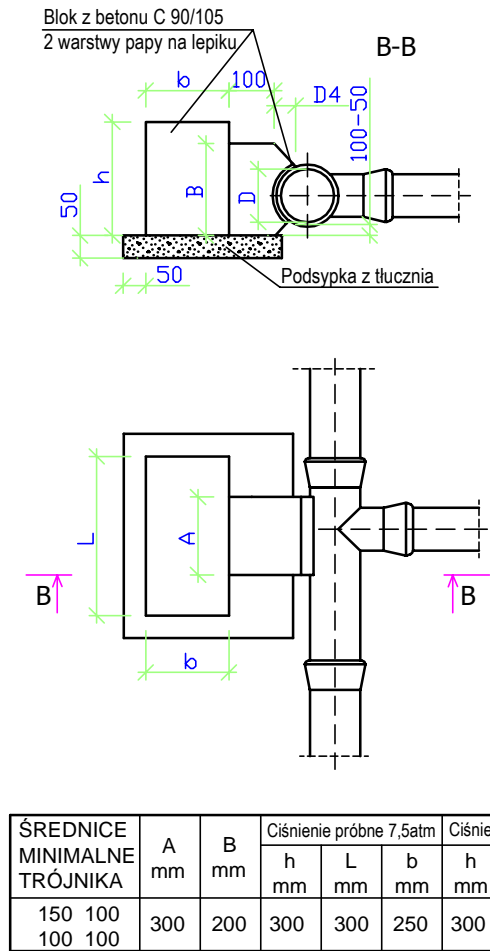 Blok z betonu C 90/105
2 warstwy papy na lepiku
B-B
b
100
D4
100-50
h
B
D
50
50
Podsypka z tłucznia
L
A
B
B
b
ŚREDNICE MINIMALNE TRÓJNIKA
A mm
B mm
Ciśnienie próbne 7,5atm
Ciśnie
h mm
L mm
b mm
h mm
150 100
100 100
300
200
300
300
250
300